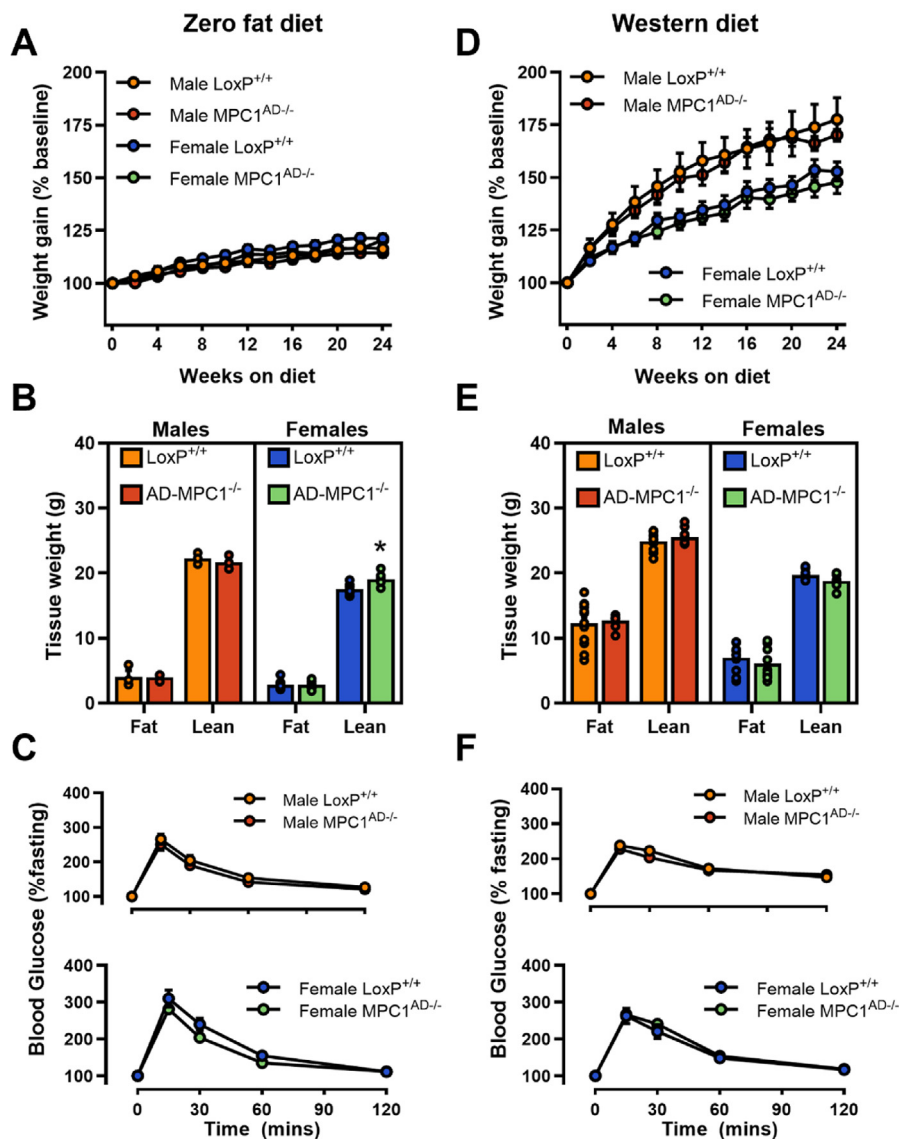 Zero fat diet
A
Weight gain (% baseline)
200
175
150
125
100
80
Male LoxP+/+
Male MPC1AD-/-
Female LoxP+/+
Female MPC1AD-/-
0 4 8 12 16 20 24
Weeks on diet
B
Males Females
Tissue weight (g)
40
30
20
10
0
LoxP+/+ LoxP+/+
AD-MPC1-/- AD-MPC1-/-
*
Fat Lean Fat Lean
C
Blood Glucose (%fasting)
400
300
200
100
Male LoxP+/+
Male MPC1AD-/-
400
300
200
100
Female LoxP+/+
Female MPC1AD-/-
0 30 60 90 120
Time (mins)
Western diet
D
Weight gain (% baseline)
200
175
150
125
100
80
Male LoxP+/+
Male MPC1AD-/-
Female LoxP+/+
Female MPC1AD-/-
0 4 8 12 16 20 24
Weeks on diet
E
Males Females
Tissue weight (g)
40
30
20
10
0
LoxP+/+ LoxP+/+
AD-MPC1-/- AD-MPC1-/-
Fat Lean Fat Lean
F
Blood Glucose (% fasting)
400
300
200
100
Male LoxP+/+
Male MPC1AD-/-
400
300
200
100
Female LoxP+/+
Female MPC1AD-/-
0 30 60 90 120
Time (mins)